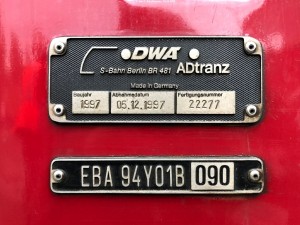 DWA
S-Bahn Berlin BR 481 ADtranz
Made in Germany
Baujahr Abnahmedatum Fertigungsnummer
1997 05.12.1997 22277
EBA 94Y01B 090